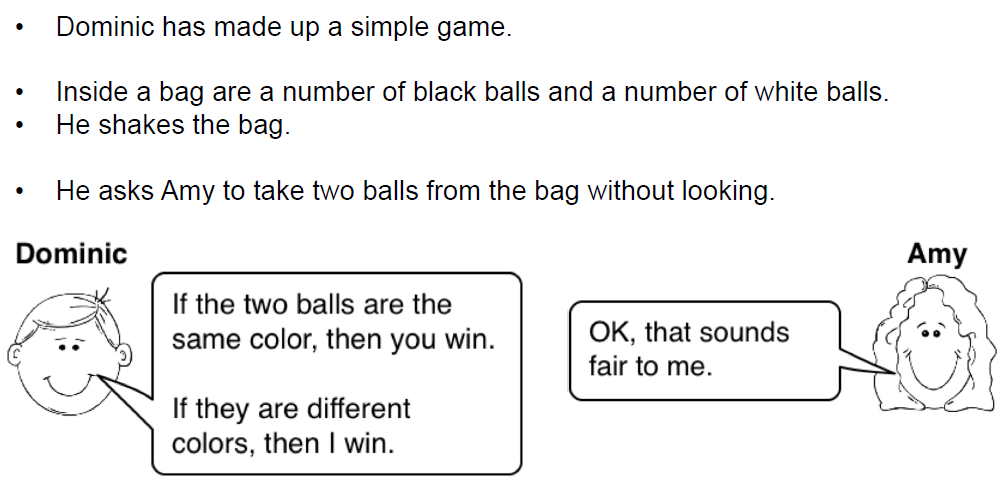 • Dominic has made up a simple game.
• Inside a bag are a number of black balls and a number of white balls.
• He shakes the bag.
• He asks Amy to take two balls from the bag without looking.
Dominic
If the two balls are the
same color, then you win.
If they are different
colors, then I win.
Amy
OK, that sounds
fair to me.